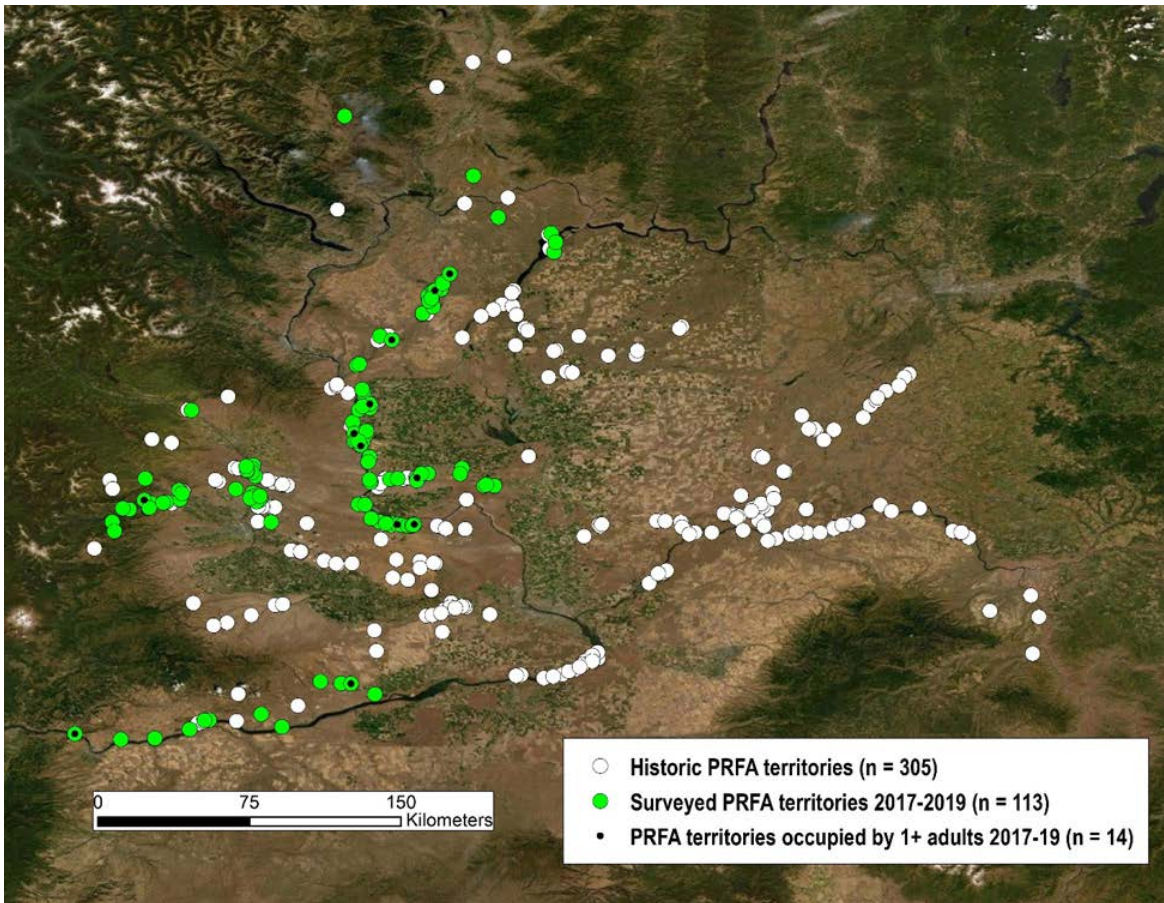 Historic PRFA territories (n = 305)
0 75 150
Surveyed PRFA territories 2017-2019 (n = 113)
Kilometers
PRFA territories occupied by 1+ adults 2017-19 (n = 14)